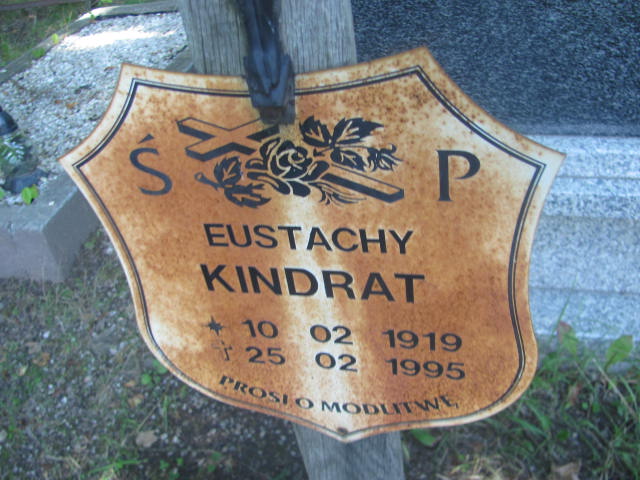 Ś P
EUSTACHY
KINDRAT
* 10 02 1919
† 25 02 1995
PROSI O MODLITWĘ